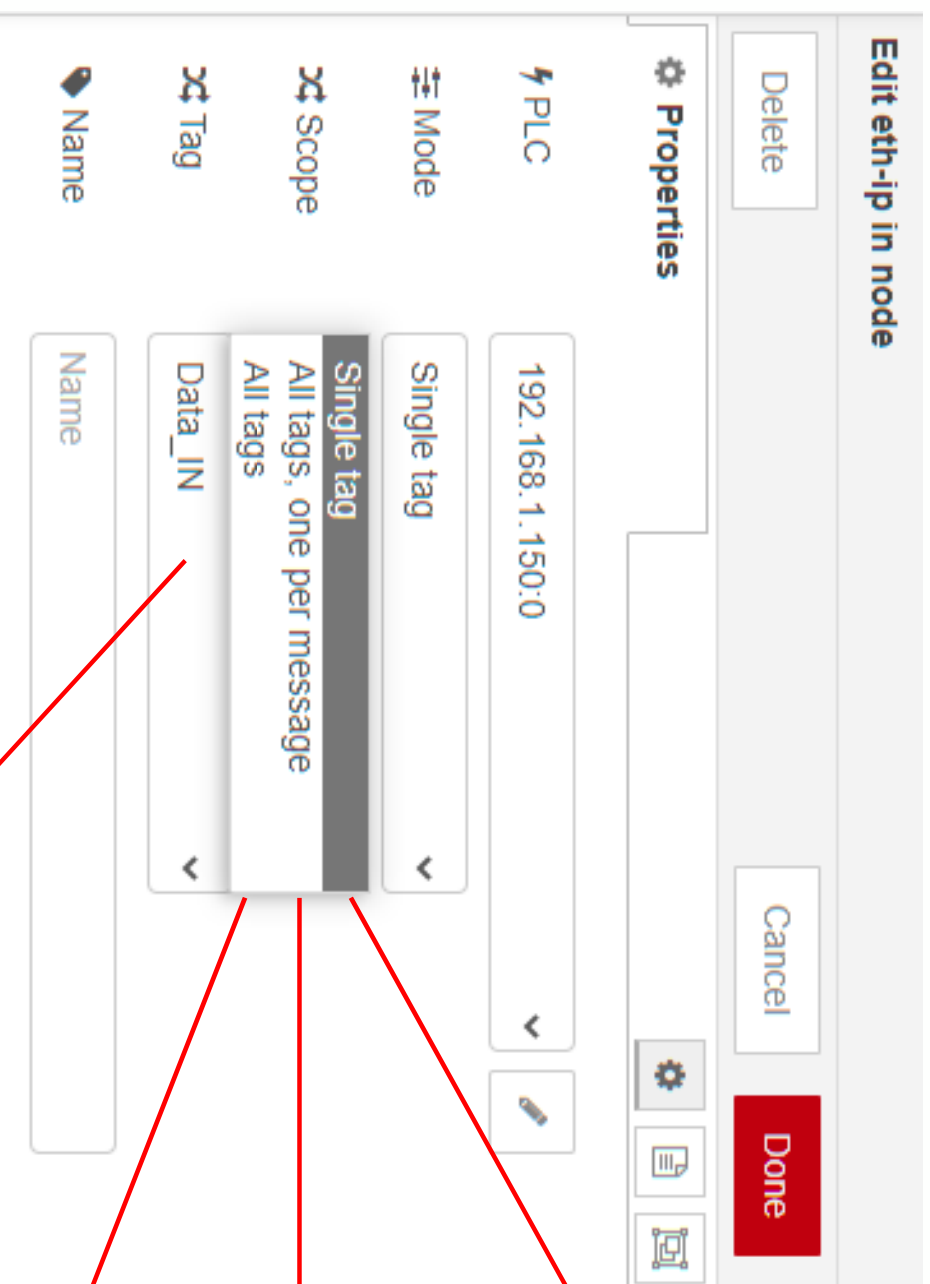 Edit eth-ip in node
Delete
Cancel
Done
Properties
PLC
192.168.1.150:0
Mode
Single tag
Scope
Single tag
All tags, one per message
All tags
Tag
Data_IN
Name
Name